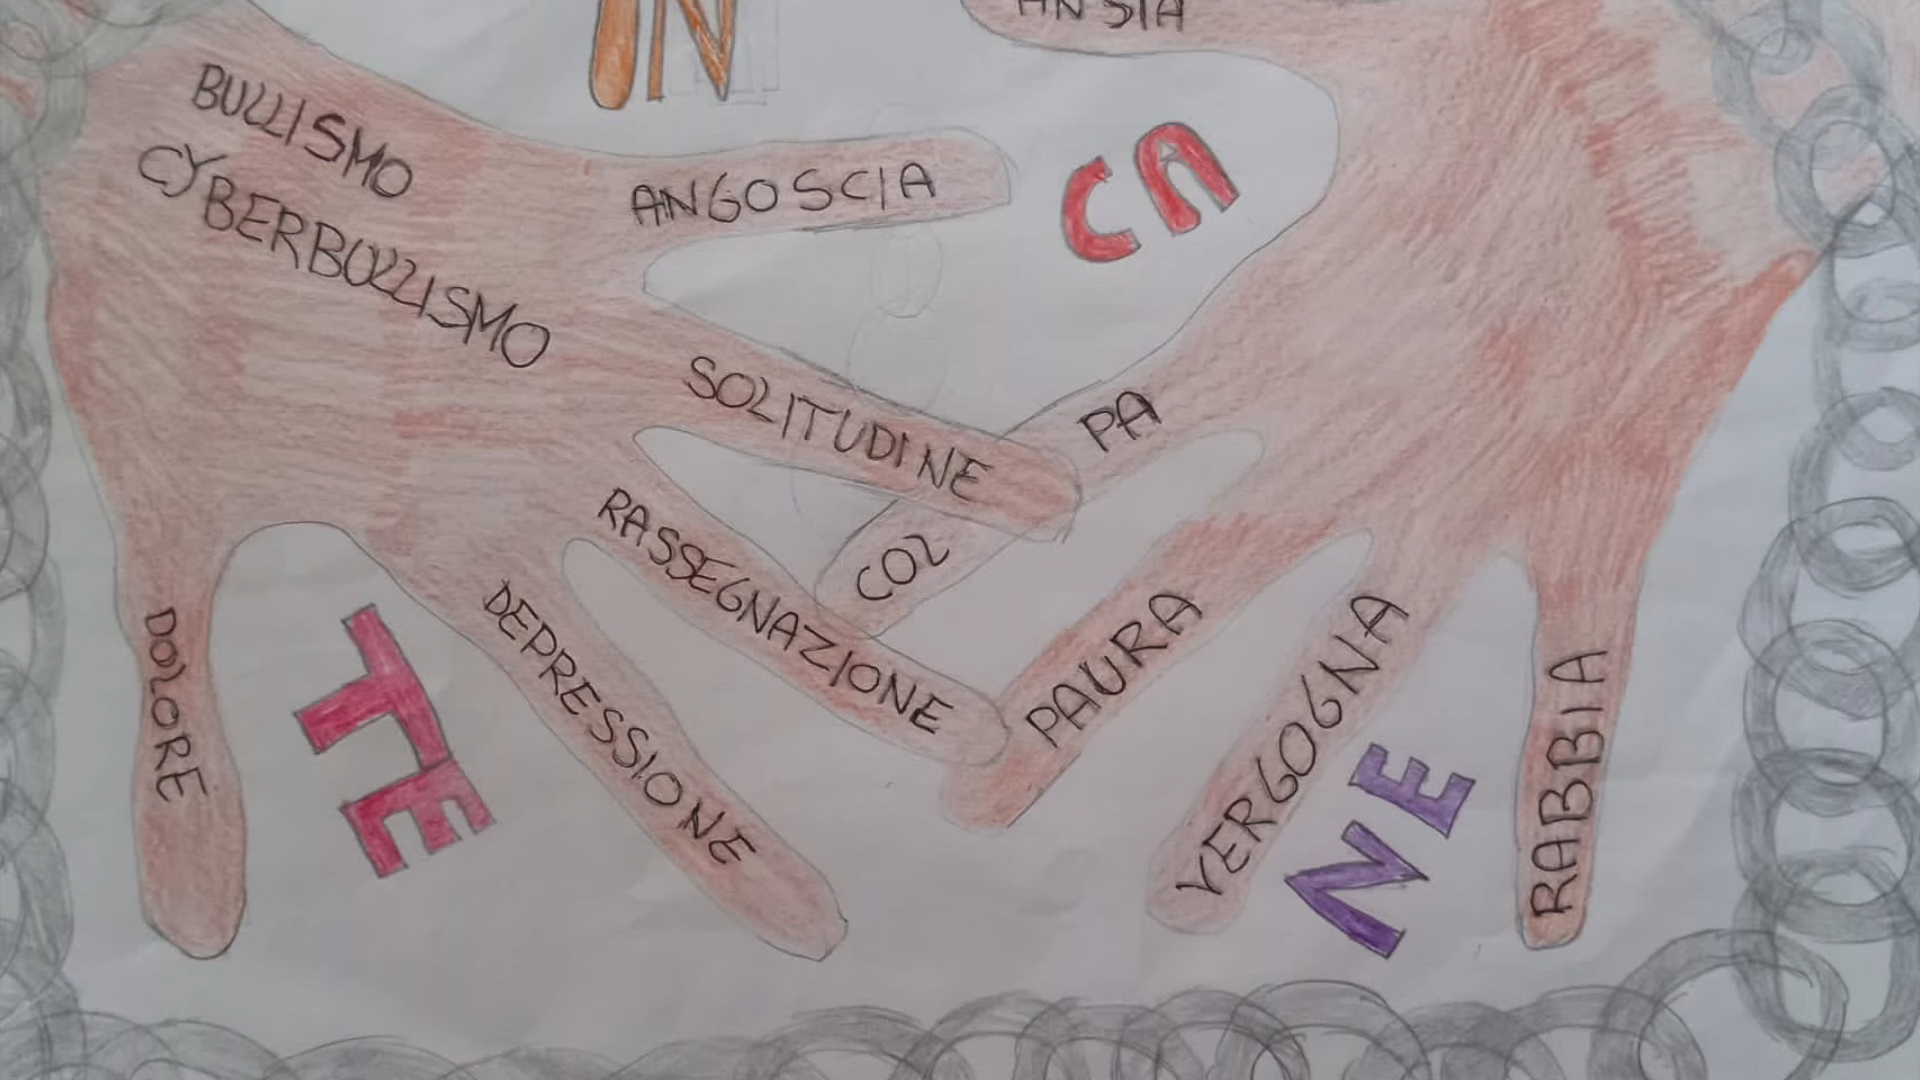 IN
ANSIA
BULLISMO
CYBERBULLISMO
ANGOSCIA
CA
SOLITUDINE
COL PA
RASSEGNAZIONE
DEPRESSIONE
DOLORE
TE
PAURA
VERGOGNA
NE
RABBIA